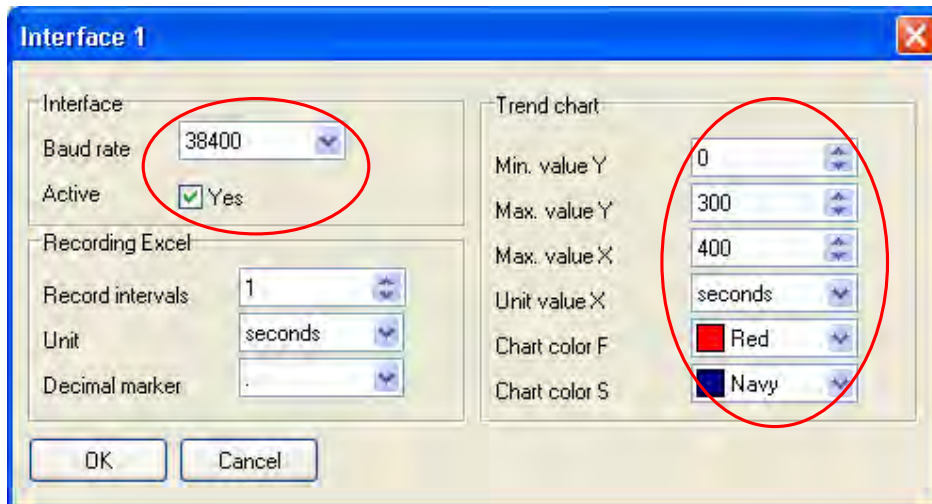 Interface 1
Interface
Baud rate 38400
Active Yes
Recording Excel
Record intervals 1
Unit seconds
Decimal marker .
Trend chart
Min. value Y 0
Max. value Y 300
Max. value X 400
Unit value X seconds
Chart color F Red
Chart color S Navy
OK Cancel